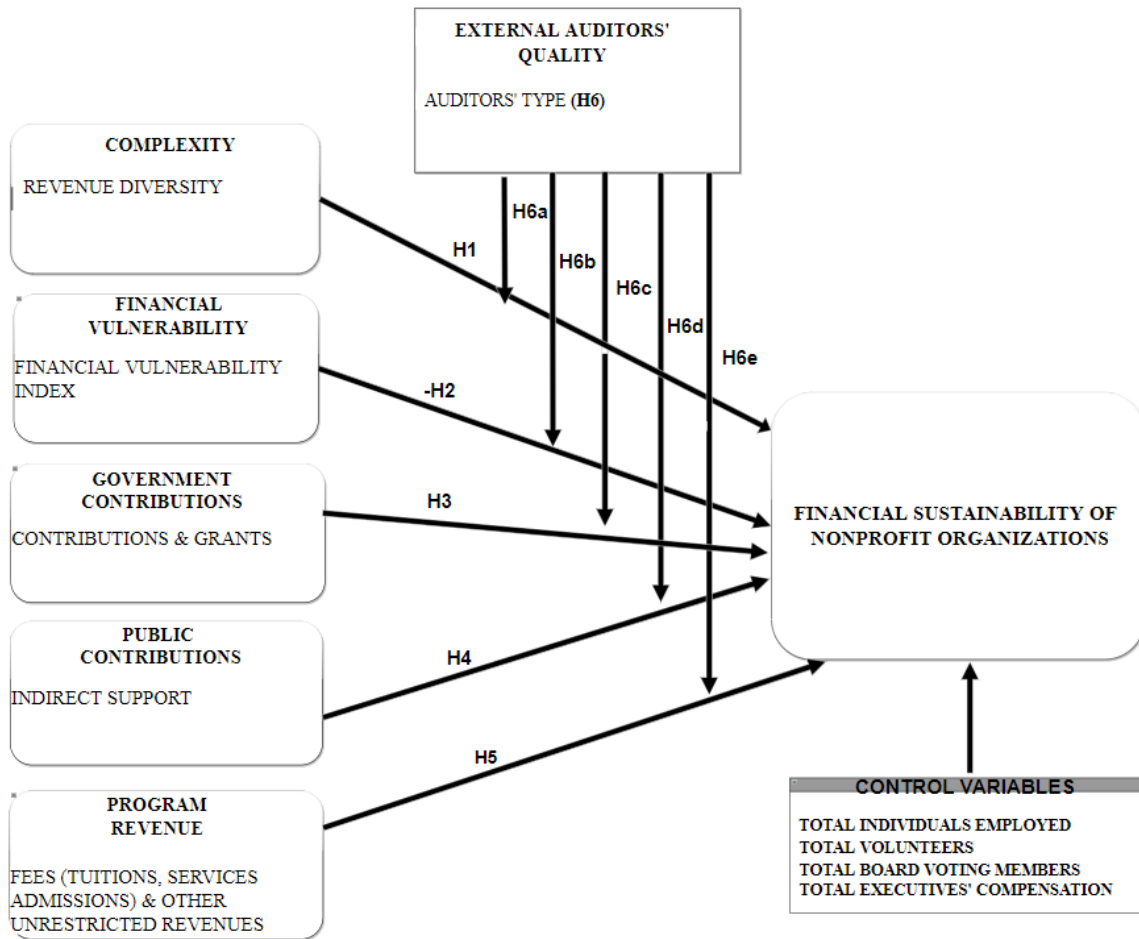 EXTERNAL AUDITORS'
QUALITY
AUDITORS' TYPE (H6)
COMPLEXITY
REVENUE DIVERSITY
H6a
H1
H6b
H6c
FINANCIAL
VULNERABILITY
H6d
H6e
FINANCIAL VULNERABILITY
INDEX
-H2
GOVERNMENT
CONTRIBUTIONS
H3
CONTRIBUTIONS & GRANTS
FINANCIAL SUSTAINABILITY OF
NONPROFIT ORGANIZATIONS
PUBLIC
CONTRIBUTIONS
H4
INDIRECT SUPPORT
H5
PROGRAM
REVENUE
FEES (TUITIONS, SERVICES
ADMISSIONS) & OTHER
UNRESTRICTED REVENUES
CONTROL VARIABLES
TOTAL INDIVIDUALS EMPLOYED
TOTAL VOLUNTEERS
TOTAL BOARD VOTING MEMBERS
TOTAL EXECUTIVES' COMPENSATION